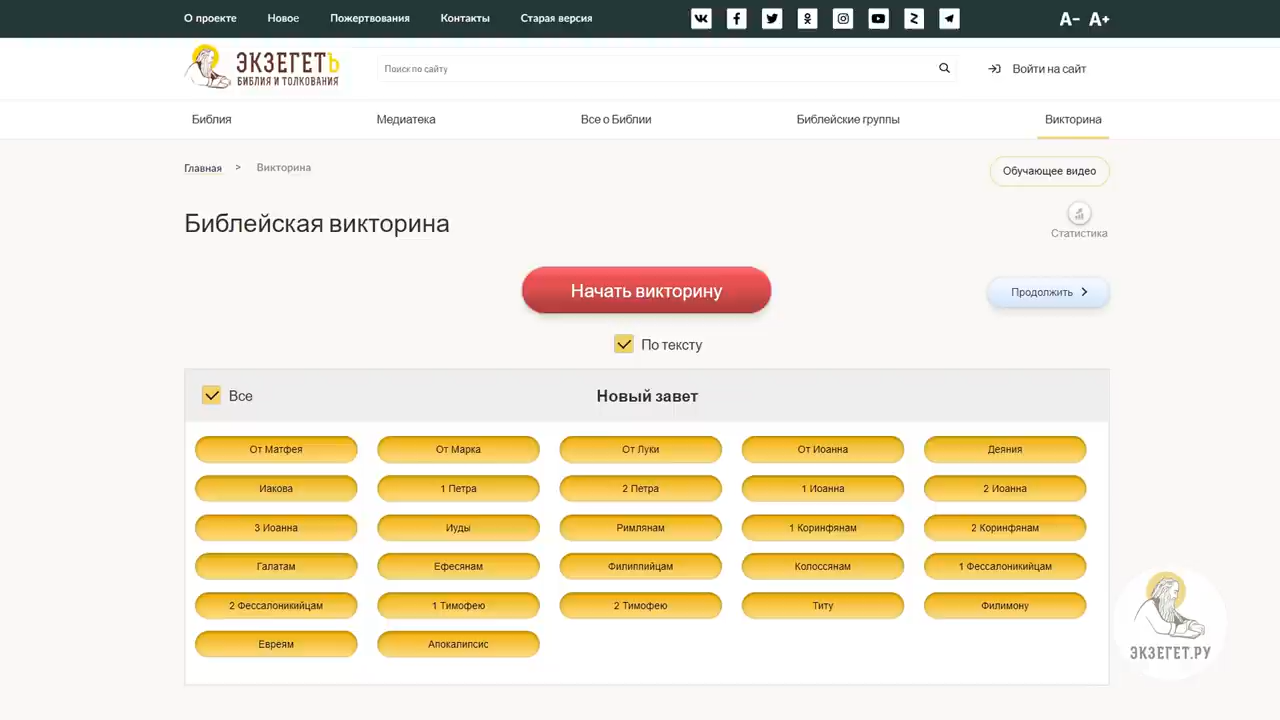 О проекте Новое Пожертвования Контакты Старая версия A- A+
ЭКЗЕГЕТЪ
БИБЛИЯ И ТОЛКОВАНИЯ
Поиск по сайту
Войти на сайт
Библия Медиатека Все о Библии Библейские группы Викторина
Главная > Викторина
Обучающее видео
Библейская викторина
Статистика
Начать викторину
Продолжить
По тексту
Все Новый завет
От Матфея От Марка От Луки От Иоанна Деяния
Иакова 1 Петра 2 Петра 1 Иоанна 2 Иоанна
3 Иоанна Иуды Римлянам 1 Коринфянам 2 Коринфянам
Галатам Ефесянам Филиппийцам Колоссянам 1 Фессалоникийцам
2 Фессалоникийцам 1 Тимофею 2 Тимофею Титу Филимону
Евреям Апокалипсис
ЭКЗЕГЕТ.РУ